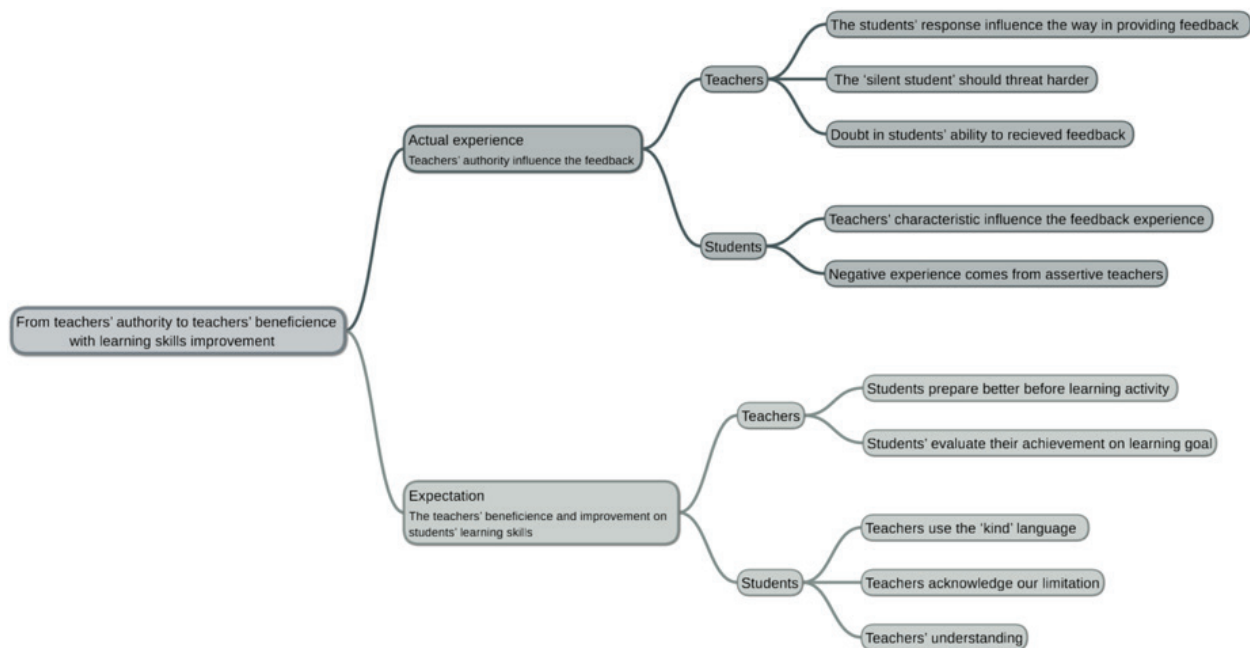 From teachers’ authority to teachers’ beneficience
with learning skills improvement
Actual experience
Teachers’ authority influence the feedback
Teachers
The students’ response influence the way in providing feedback
The ‘silent student’ should threat harder
Doubt in students’ ability to recieved feedback
Students
Teachers’ characteristic influence the feedback experience
Negative experience comes from assertive teachers
Expectation
The teachers’ beneficience and improvement on
students’ learning skills
Teachers
Students prepare better before learning activity
Students’ evaluate their achievement on learning goal
Students
Teachers use the ‘kind’ language
Teachers acknowledge our limitation
Teachers’ understanding